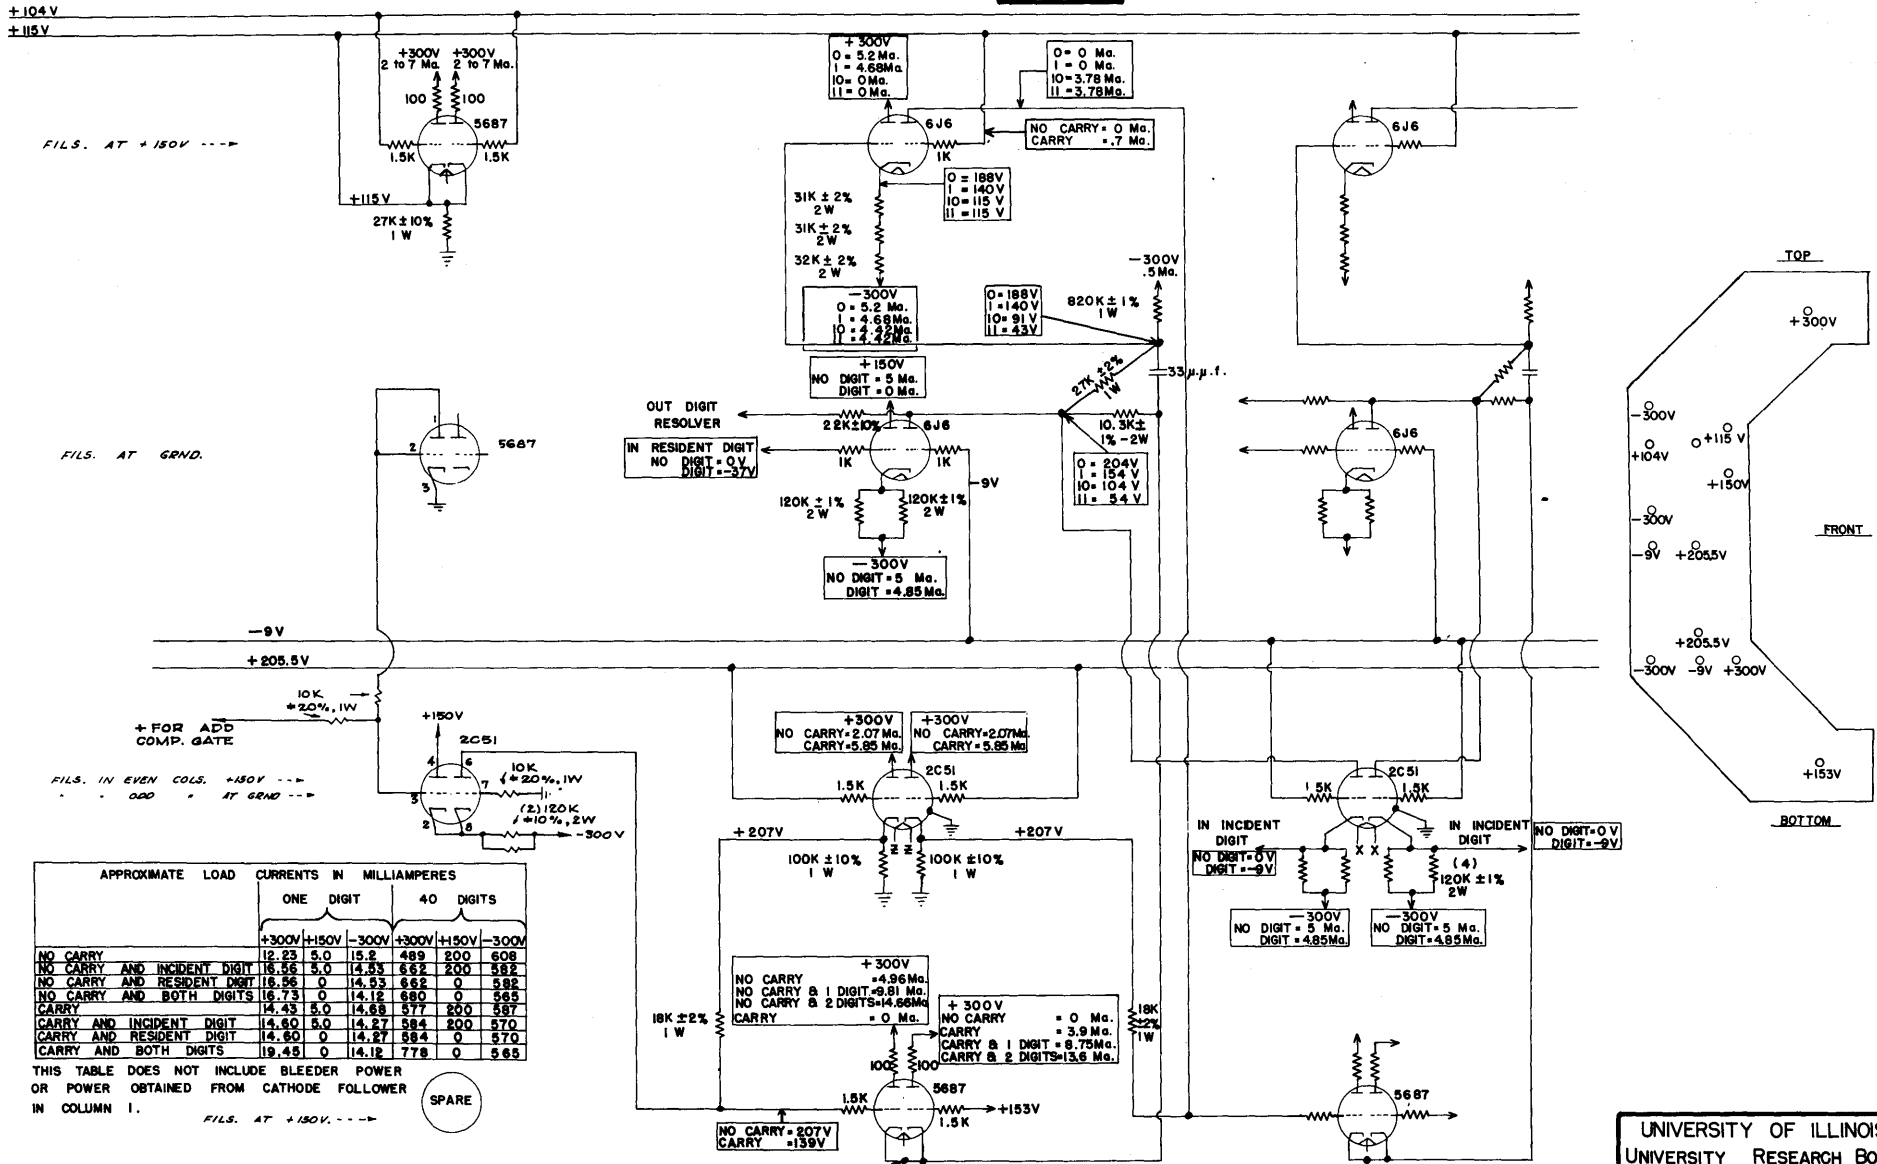 +104V
+115V
+300V +300V
2 to 7 Ma. 2 to 7 Ma.
100 100
5687
1.5K 1.5K
FILS. AT +150V --->
+115V
27K±10%
1 W
+300V
0= 5.2 Ma.
1 = 4.68Ma.
10= 0Ma.
11= 0Ma.
0= 0 Ma.
1 = 0 Ma.
10=3.78 Ma.
11 =3.78Ma.
6J6
1K
NO CARRY= 0 Ma.
CARRY =.7 Ma.
0 = 188V
1 = 140V
10= 115 V
11 = 115 V
31K ± 2%
2W
31K ± 2%
2W
32K ± 2%
2 W
-300V
0= 5.2 Ma.
1 = 4.68Ma.
10 = 4.42Ma.
11 = 4.42Ma.
0=188V
1 =140V
10= 91 V
11= 43V
-300V
.5Ma.
820K ± 1%
1 W
33μ.μ.f.
27K ±2%
1W
10.3K±
1%-2W
6J6
+150V
NO DIGIT = 5 Ma.
DIGIT = 0 Ma.
OUT DIGIT
RESOLVER
22K±10%
6J6
IN RESIDENT DIGIT
NO DIGIT = 0V
DIGIT=-37V
1K 1K
-9V
0 = 204V
1 = 154 V
10= 104 V
11= 54 V
120K ± 1%
2 W
120K±1%
2 W
-300V
NO DIGIT = 5 Ma.
DIGIT =4.85Ma.
6J6
FILS. AT GRND.
1
2
3
5687
-9V
+205.5V
10K
±20%,1W
+ FOR ADD
COMP. GATE
+150V
2C51
4 6
3 7
2 8
10K
±20%,1W
(2)120K
±10%,2W
-300V
FILS. IN EVEN COLS. +150V --->
" " ODD " AT GRND --->
+300V
NO CARRY=2.07Ma.
CARRY=5.85Ma.
+300V
NO CARRY=2.07Ma.
CARRY=5.85Ma.
2C51
1.5K 1.5K
+207V +207V
100K ±10%
1 W
100K ±10%
1 W
2C51
1.5K 1.5K
IN INCIDENT
DIGIT
NO DIGIT=0V
DIGIT=-9V
IN INCIDENT
DIGIT
NO DIGIT=0V
DIGIT=-9V
X X
(4)
120K ±1%
2W
-300V
NO DIGIT = 5 Ma.
DIGIT = 4.85Ma.
-300V
NO DIGIT = 5 Ma.
DIGIT=4.85Ma.
APPROXIMATE LOAD CURRENTS IN MILLIAMPERES
ONE DIGIT 40 DIGITS
+300V +150V -300V +300V +150V -300V
NO CARRY 12.23 5.0 15.2 489 200 608
NO CARRY AND INCIDENT DIGIT 16.56 5.0 14.53 662 200 582
NO CARRY AND RESIDENT DIGIT 16.56 0 14.53 662 0 582
NO CARRY AND BOTH DIGITS 16.73 0 14.12 680 0 565
CARRY 14.43 5.0 14.68 577 200 587
CARRY AND INCIDENT DIGIT 14.60 5.0 14.27 584 200 570
CARRY AND RESIDENT DIGIT 14.60 0 14.27 584 0 570
CARRY AND BOTH DIGITS 19.45 0 14.12 778 0 565
THIS TABLE DOES NOT INCLUDE BLEEDER POWER
OR POWER OBTAINED FROM CATHODE FOLLOWER
IN COLUMN 1.
FILS. AT +150V. --->
SPARE
18K ±2%
1 W
+300V
NO CARRY =4.96Ma.
NO CARRY & 1 DIGIT=9.81 Ma.
NO CARRY & 2 DIGITS=14.66Ma
CARRY = 0 Ma.
+ 300V
NO CARRY = 0 Ma.
CARRY = 3.9 Ma.
CARRY & 1 DIGIT = 8.75Ma.
CARRY & 2 DIGITS=13.6 Ma.
18K
±2%
1W
100 100
5687
1.5K
+153V
1.5K
NO CARRY = 207V
CARRY =139V
5687
TOP
+300V
-300V
+115 V
+104V
+150V
-300V
FRONT
-9V +205.5V
+205.5V
-300V -9V +300V
+153V
BOTTOM
UNIVERSITY OF ILLINOIS
UNIVERSITY RESEARCH BO